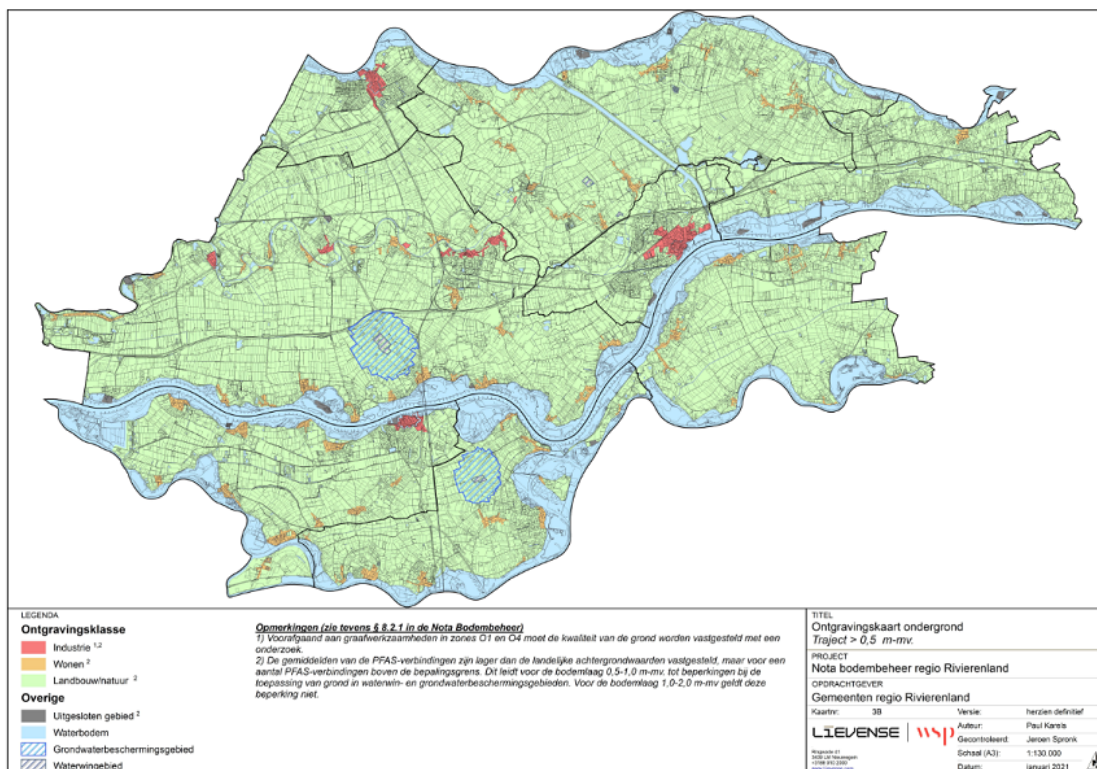 LEGENDA
Ontgravingsklasse
Industrie 1,2
Wonen 2
Landbouw/natuur 2
Overige
Uitgesloten gebied 2
Waterbodem
Grondwaterbeschermingsgebied
Waterwingebied
Opmerkingen (zie tevens § 8.2.1 in de Nota Bodembeheer)
1) Voorafgaand aan graafwerkzaamheden in zones O1 en O4 moet de kwaliteit van de grond worden vastgesteld met een
onderzoek.
2) De gemiddelden van de PFAS-verbindingen zijn lager dan de landelijke achtergrondwaarden vastgesteld, maar voor een
aantal PFAS-verbindingen boven de bepalingsgrens. Dit leidt voor de bodemlaag 0,5-1,0 m-mv. tot beperkingen bij de
toepassing van grond in waterwin- en grondwaterbeschermingsgebieden. Voor de bodemlaag 1,0-2,0 m-mv geldt deze
beperking niet.
TITEL
Ontgravingskaart ondergrond
Traject > 0,5 m-mv.
PROJECT
Nota bodembeheer regio Rivierenland
OPDRACHTGEVER
Gemeenten regio Rivierenland
Kaartnr: 3B
Versie: herzien definitief
LIEVENSE | wsp
Auteur: Paul Karels
Gecontroleerd: Jeroen Spronk
Schaal (A3): 1:130.000
Datum: januari 2021